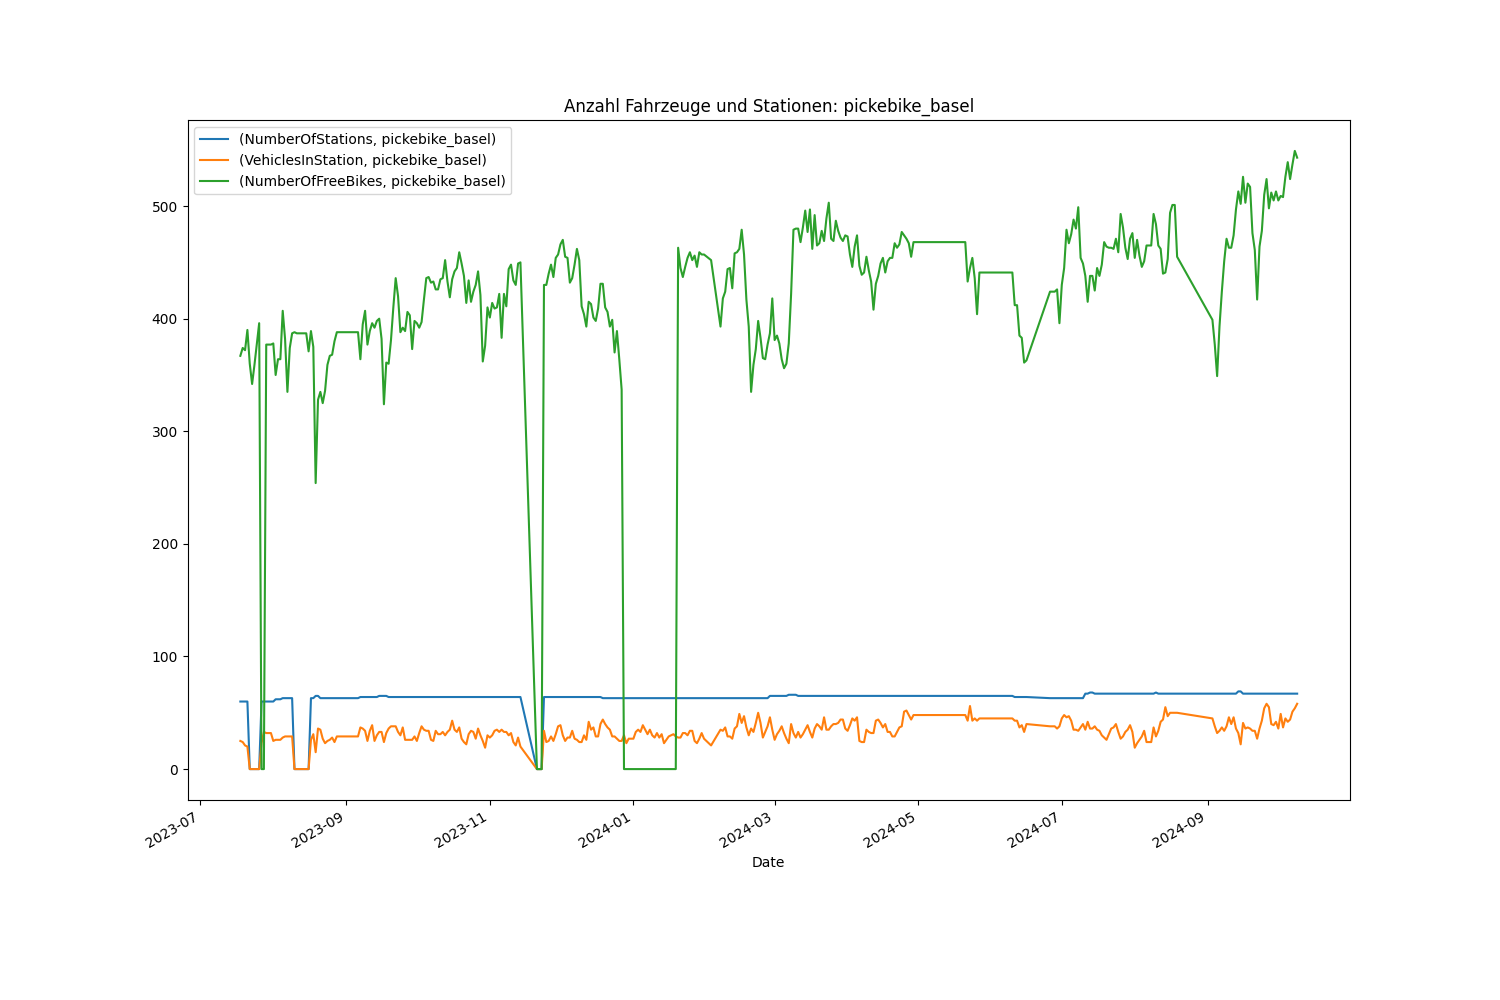 Anzahl Fahrzeuge und Stationen: pickebike_basel
(NumberOfStations, pickebike_basel)
(VehiclesInStation, pickebike_basel)
(NumberOfFreeBikes, pickebike_basel)
500
400
300
200
100
0
2023-07
2023-09
2023-11
2024-01
2024-03
2024-05
2024-07
2024-09
Date